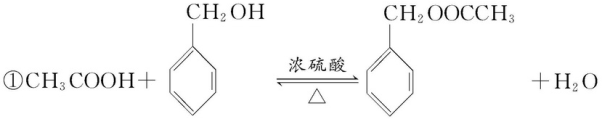 CH₂OH CH₂OOCCH₃
①CH₃COOH+ 浓硫酸 +H₂O
△